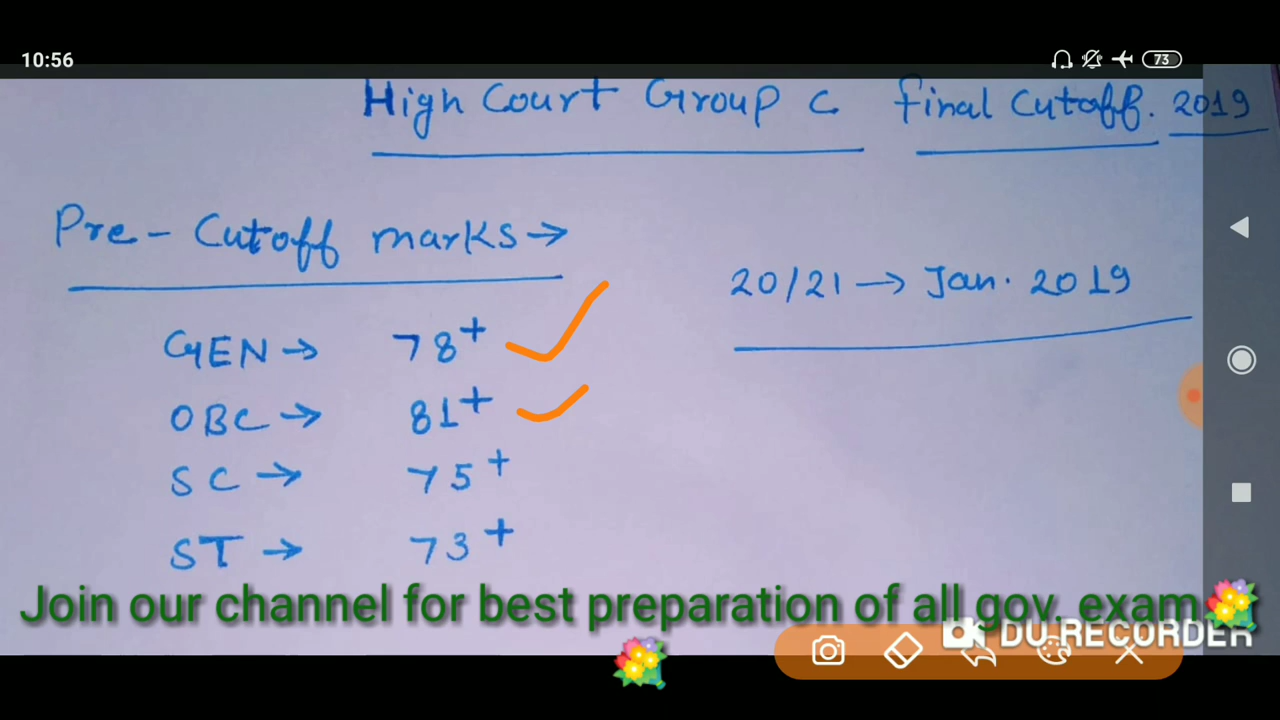 10:56
73
High Court Group C Final Cutoff. 2019
Pre-Cutoff marks →
20/21 → Jan. 2019
GEN → 78+
OBC → 81+
SC → 75+
ST → 73+
Join our channel for best preparation of all gov. exam
DU RECORDER